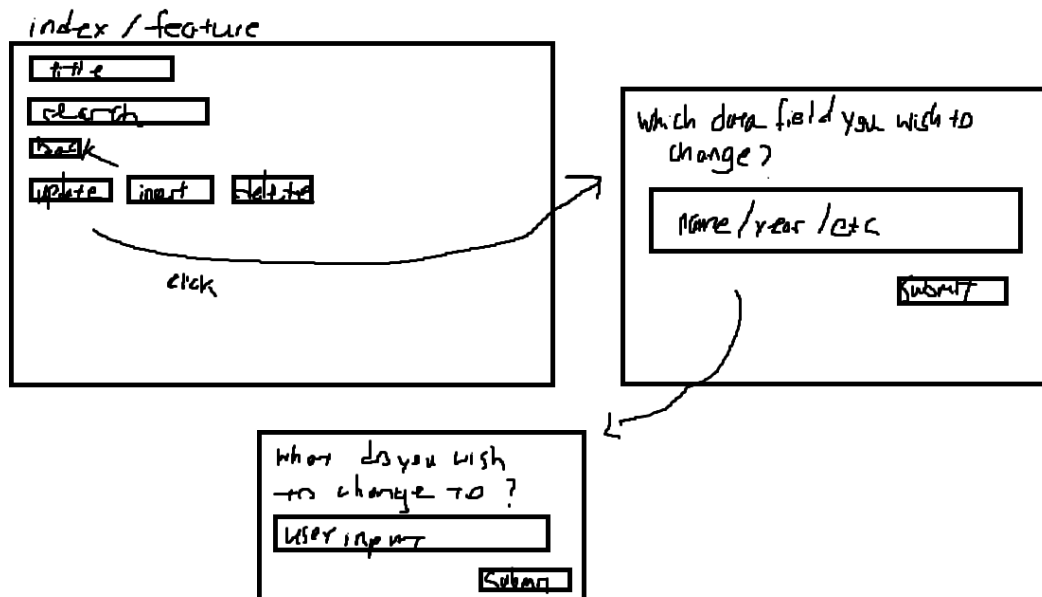 index / feature
title
search
back
update insert delete
click
which data field you wish to
change?
name/year/etc
submit
what do you wish
to change to ?
user input
submit